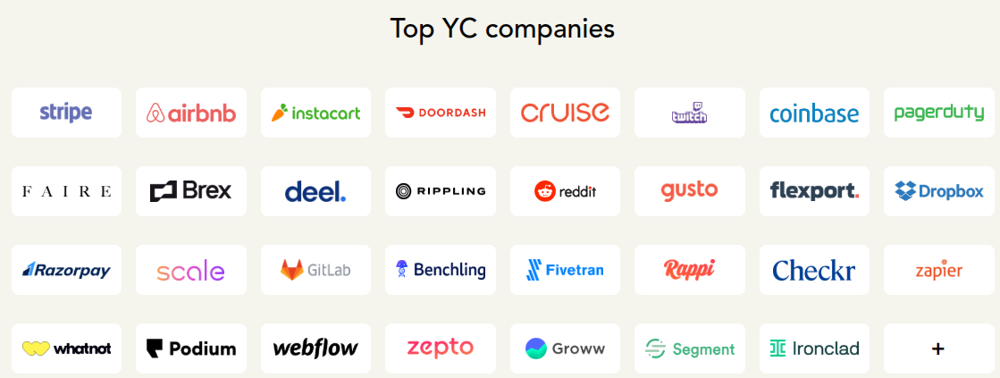 Top YC companies
stripe airbnb instacart DOORDASH cruise twitch coinbase pagerduty
FAIRE Brex deel. RIPPLING reddit gusto flexport. Dropbox
Razorpay scale GitLab Benchling Fivetran Rappi Checkr zapier
whatnot Podium webflow zepto Groww Segment Ironclad +